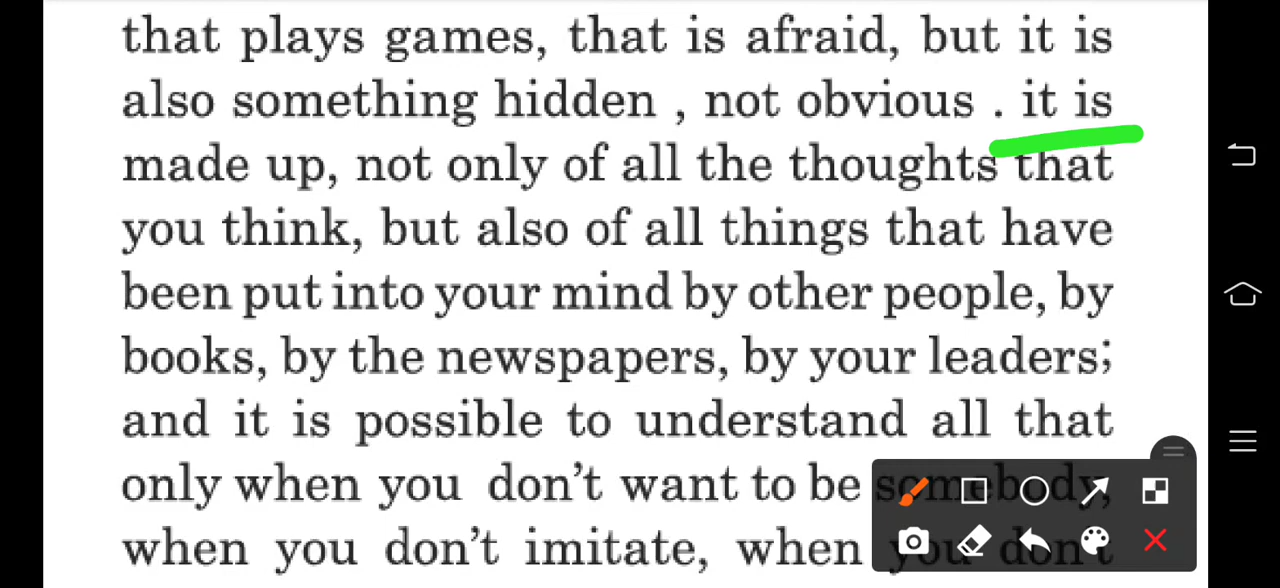 that plays games, that is afraid, but it is
also something hidden , not obvious . it is
made up, not only of all the thoughts that
you think, but also of all things that have
been put into your mind by other people, by
books, by the newspapers, by your leaders;
and it is possible to understand all that
only when you don't want to be somebody,
when you don't imitate, when you don't